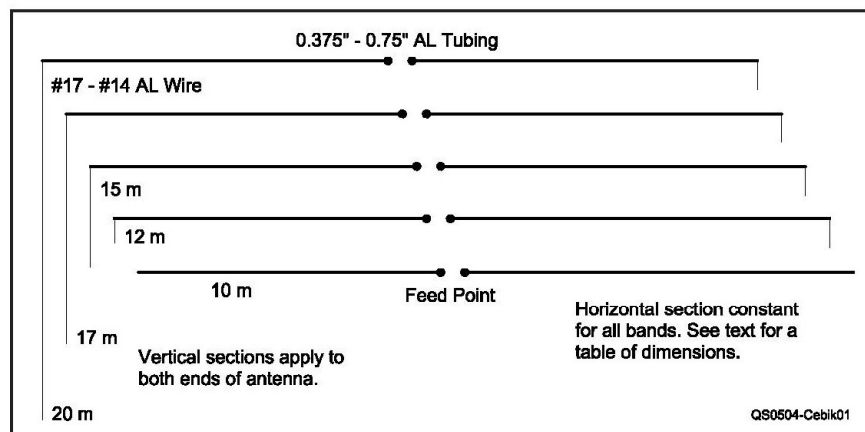 0.375" - 0.75" AL Tubing
#17 - #14 AL Wire
15 m
12 m
10 m
Feed Point
Horizontal section constant
for all bands. See text for a
table of dimensions.
17 m
Vertical sections apply to
both ends of antenna.
20 m
QS0504-Cebik01